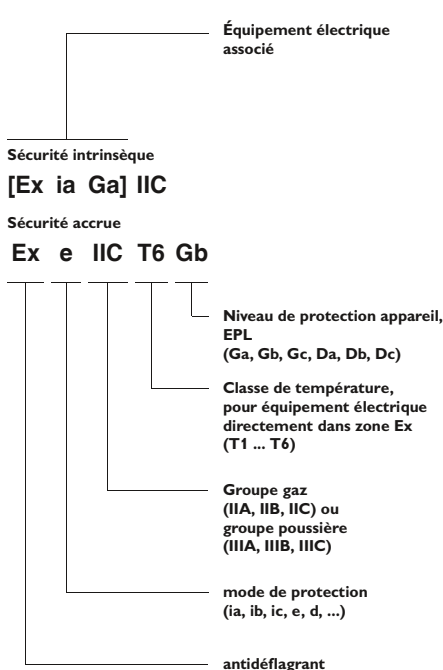 Équipement électrique
associé
Sécurité intrinsèque
[Ex ia Ga] IIC
Sécurité accrue
Ex e IIC T6 Gb
Niveau de protection appareil,
EPL
(Ga, Gb, Gc, Da, Db, Dc)
Classe de température,
pour équipement électrique
directement dans zone Ex
(T1 ... T6)
Groupe gaz
(IIA, IIB, IIC) ou
groupe poussière
(IIIA, IIIB, IIIC)
mode de protection
(ia, ib, ic, e, d, ...)
antidéflagrant